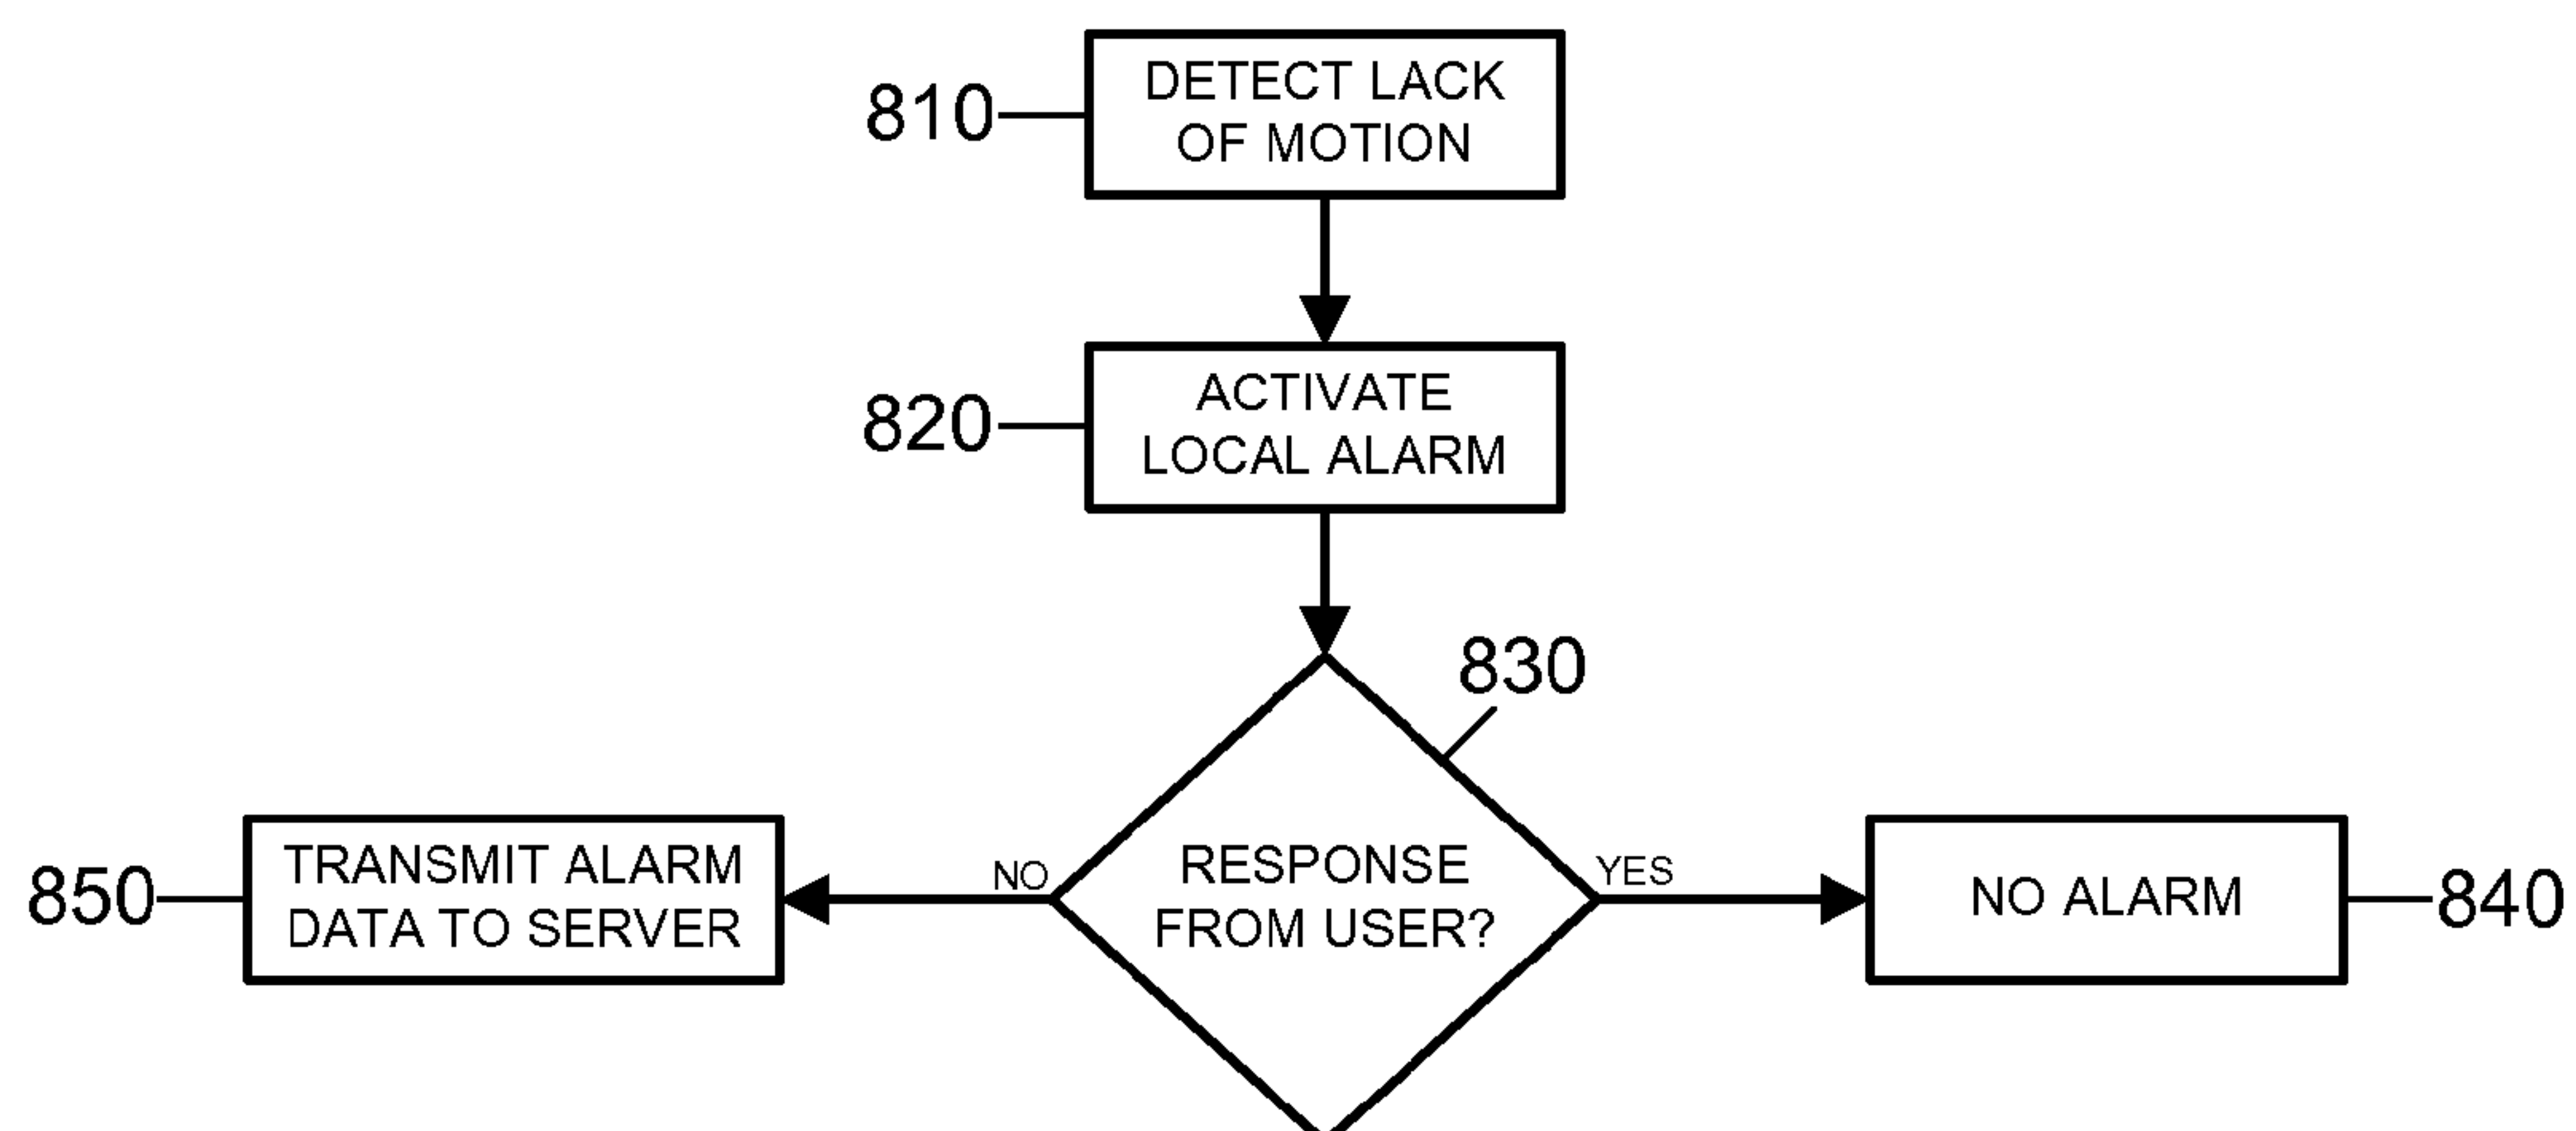 810
DETECT LACK
OF MOTION
820
ACTIVATE
LOCAL ALARM
830
850
TRANSMIT ALARM
DATA TO SERVER
NO
RESPONSE
FROM USER?
YES
NO ALARM
840